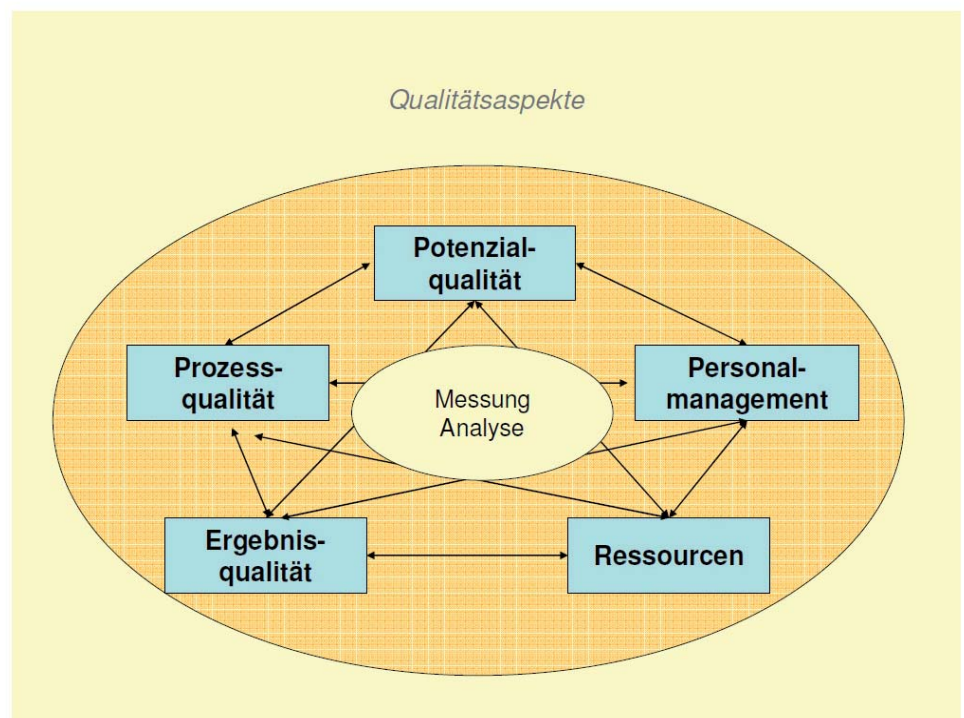 Qualitätsaspekte
Potenzial-
qualität
Prozess-
qualität
Personal-
management
Messung
Analyse
Ergebnis-
qualität
Ressourcen